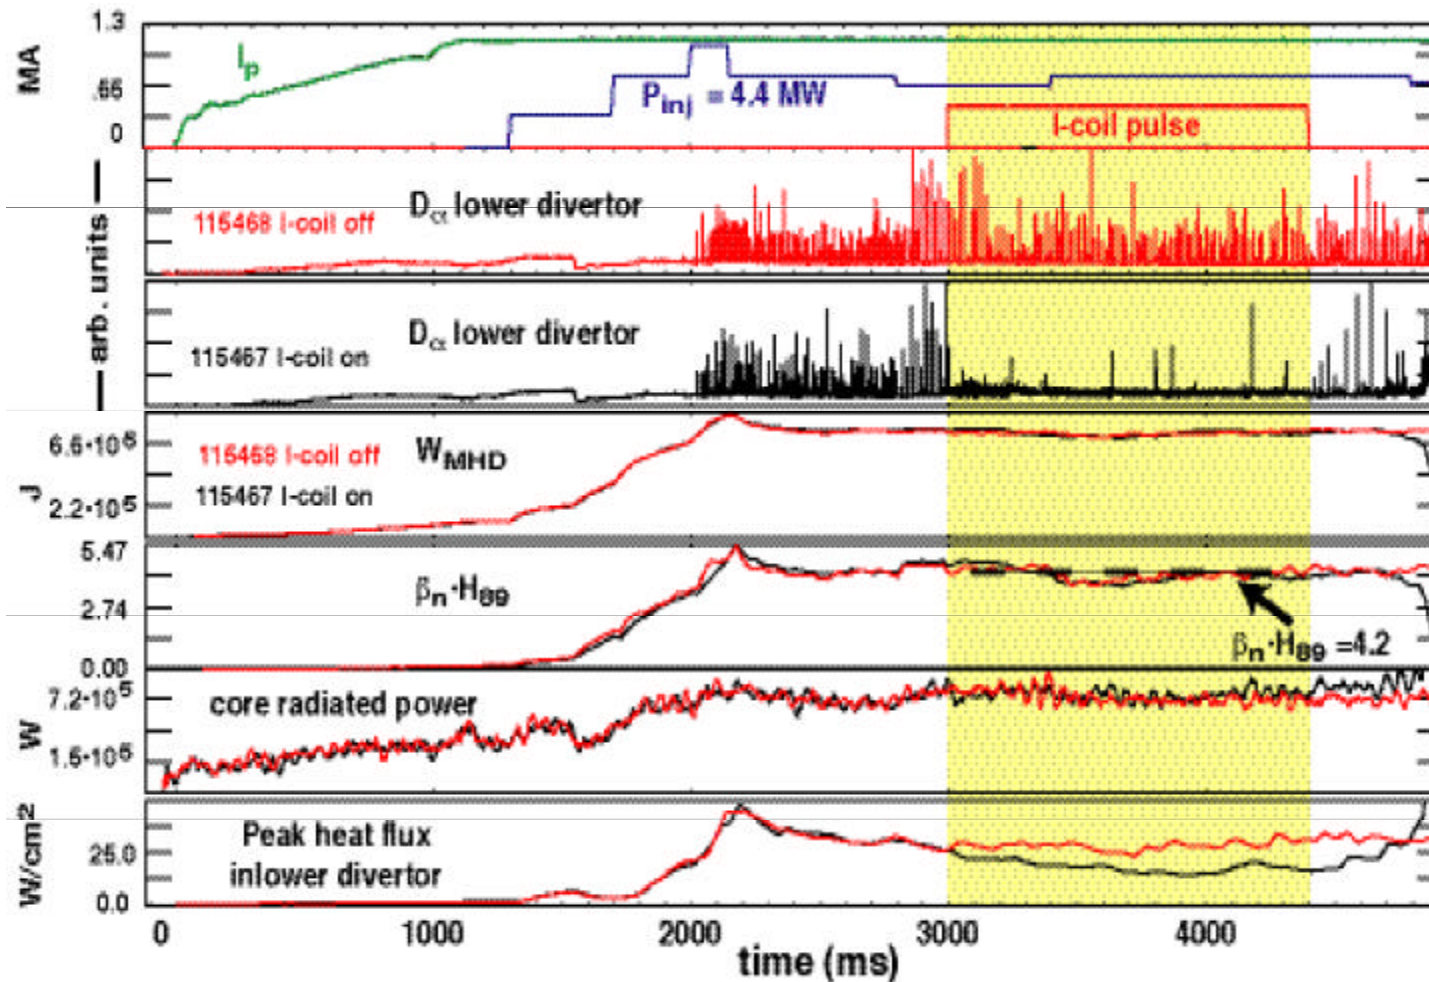 1.3
MA
.66
0
Ip
Pinj = 4.4 MW
I-coil pulse
arb. units
Dα lower divertor
115468 I-coil off
Dα lower divertor
115467 I-coil on
J
6.6·10⁶
2.2·10⁵
115468 I-coil off
115467 I-coil on
WMHD
5.47
2.74
0.00
βn·H89
βn·H89 =4.2
W
7.2·10⁵
1.5·10⁶
core radiated power
W/cm²
25.0
0.0
Peak heat flux
inlower divertor
0 1000 2000 3000 4000
time (ms)